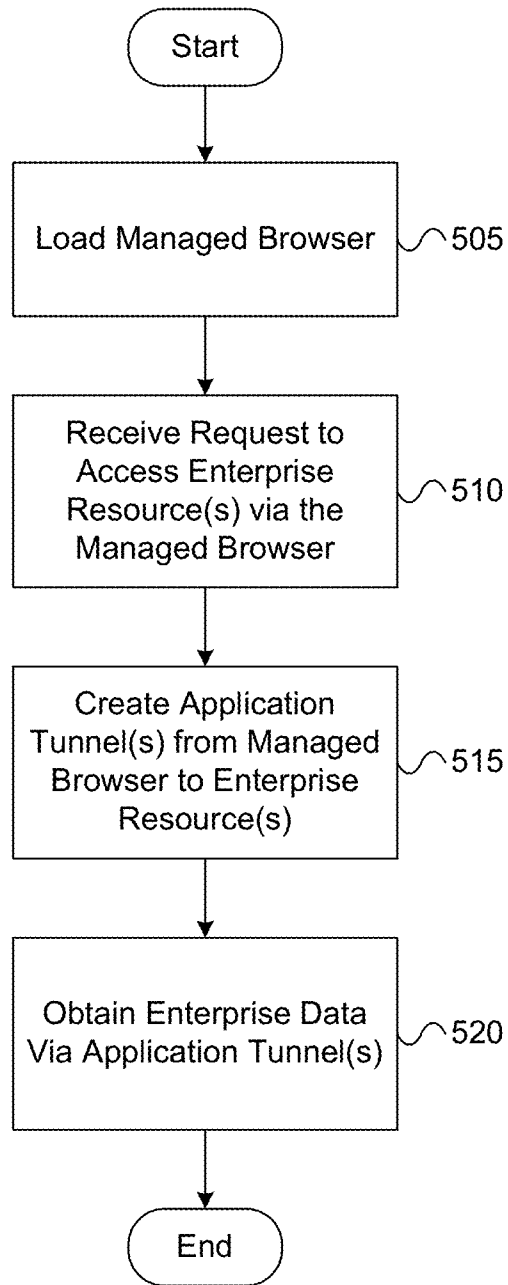 Start
Load Managed Browser
505
Receive Request to
Access Enterprise
Resource(s) via the
Managed Browser
510
Create Application
Tunnel(s) from Managed
Browser to Enterprise
Resource(s)
515
Obtain Enterprise Data
Via Application Tunnel(s)
520
End